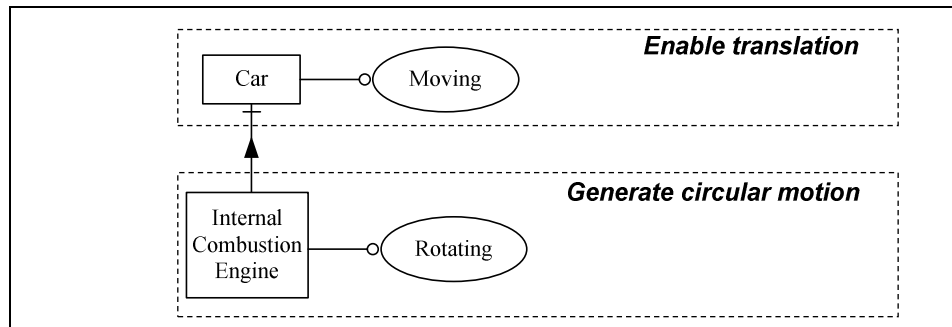 Enable translation
Car
Moving
Generate circular motion
Internal
Combustion
Engine
Rotating